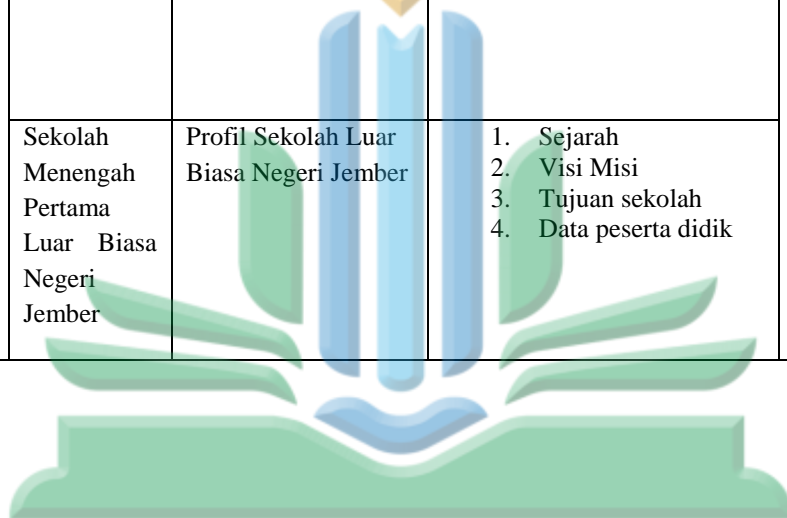 Sekolah
Menengah
Pertama
Luar Biasa
Negeri
Jember
Profil Sekolah Luar
Biasa Negeri Jember
1. Sejarah
2. Visi Misi
3. Tujuan sekolah
4. Data peserta didik